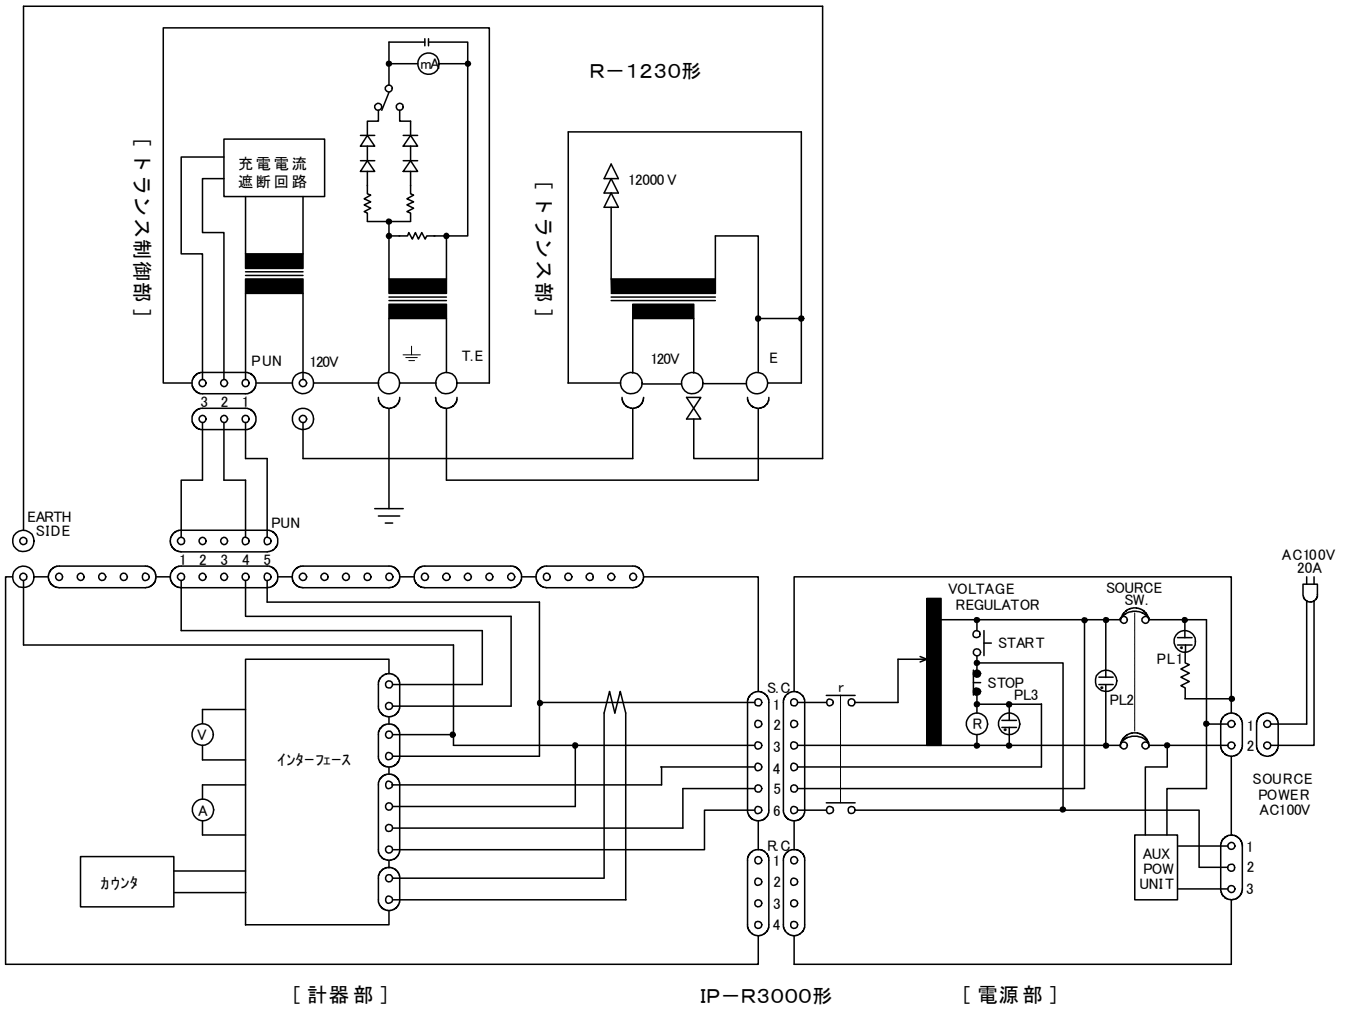 R－1230形
mA
充電電流
遮断回路
[ トランス制御部 ]
[ トランス部 ]
12000V
PUN
120V
T.E
120V
E
3 2 1
EARTH
SIDE
PUN
1 2 3 4 5
AC100V
20A
VOLTAGE
REGULATOR
SOURCE
SW.
START
STOP
PL1
PL2
PL3
R
r
S.C
1
2
3
4
5
6
V
A
インターフェース
カウンタ
1
2
SOURCE
POWER
AC100V
R.C
1
2
3
4
AUX
POW
UNIT
1
2
3
[ 計器部 ]
IP－R3000形
[ 電源部 ]